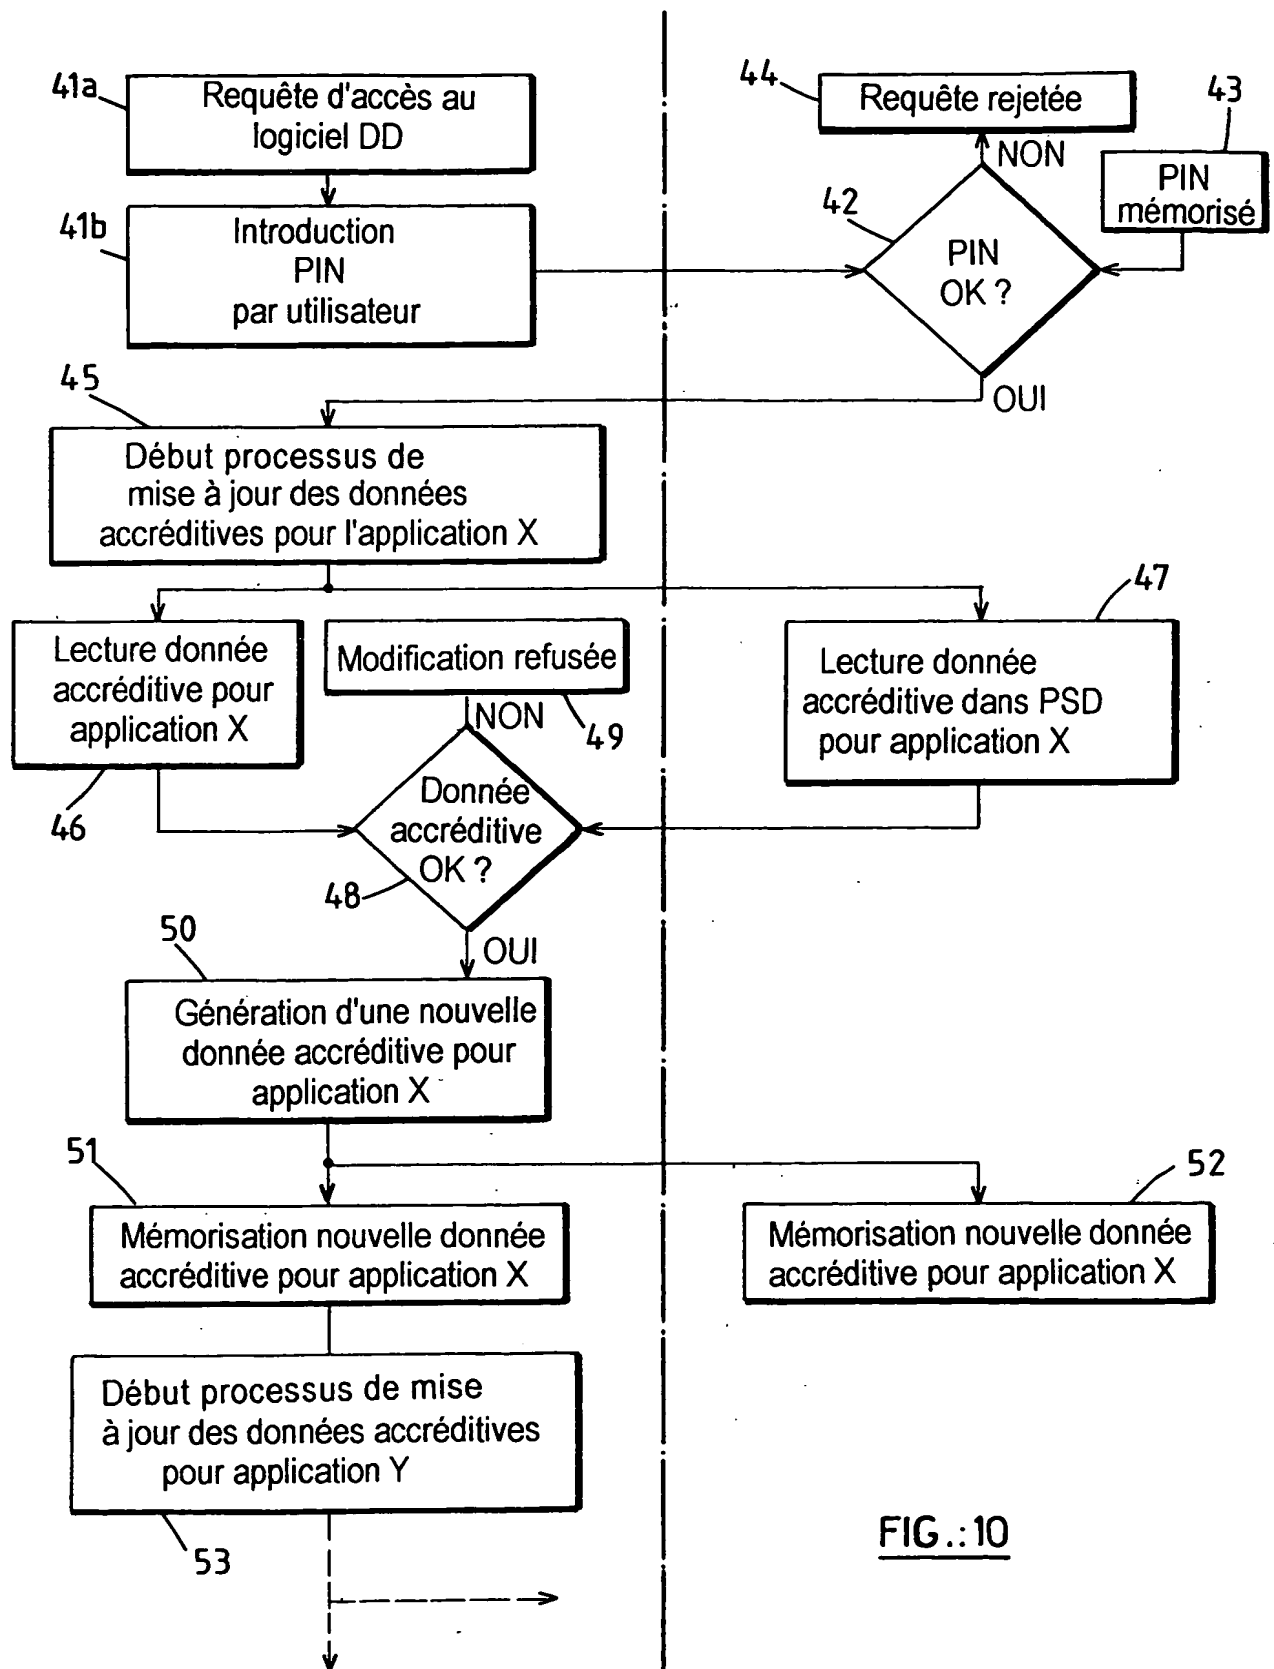 41a
Requête d'accès au
logiciel DD
44
Requête rejetée
43
NON
PIN
mémorisé
41b
Introduction
PIN
par utilisateur
42
PIN
OK ?
OUI
45
Début processus de
mise à jour des données
accréditives pour l'application X
47
Lecture donnée
accréditive pour
application X
46
Modification refusée
NON
49
Lecture donnée
accréditive dans PSD
pour application X
Donnée
accréditive
OK ?
48
OUI
50
Génération d'une nouvelle
donnée accréditive pour
application X
51
52
Mémorisation nouvelle donnée
accréditive pour application X
Mémorisation nouvelle donnée
accréditive pour application X
Début processus de mise
à jour des données accréditives
pour application Y
53
FIG.:10